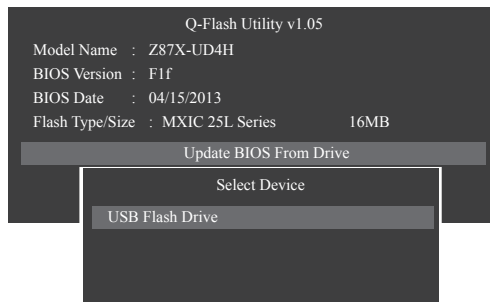 Q-Flash Utility v1.05
Model Name : Z87X-UD4H
BIOS Version : F1f
BIOS Date : 04/15/2013
Flash Type/Size : MXIC 25L Series 16MB
Update BIOS From Drive
Select Device
USB Flash Drive